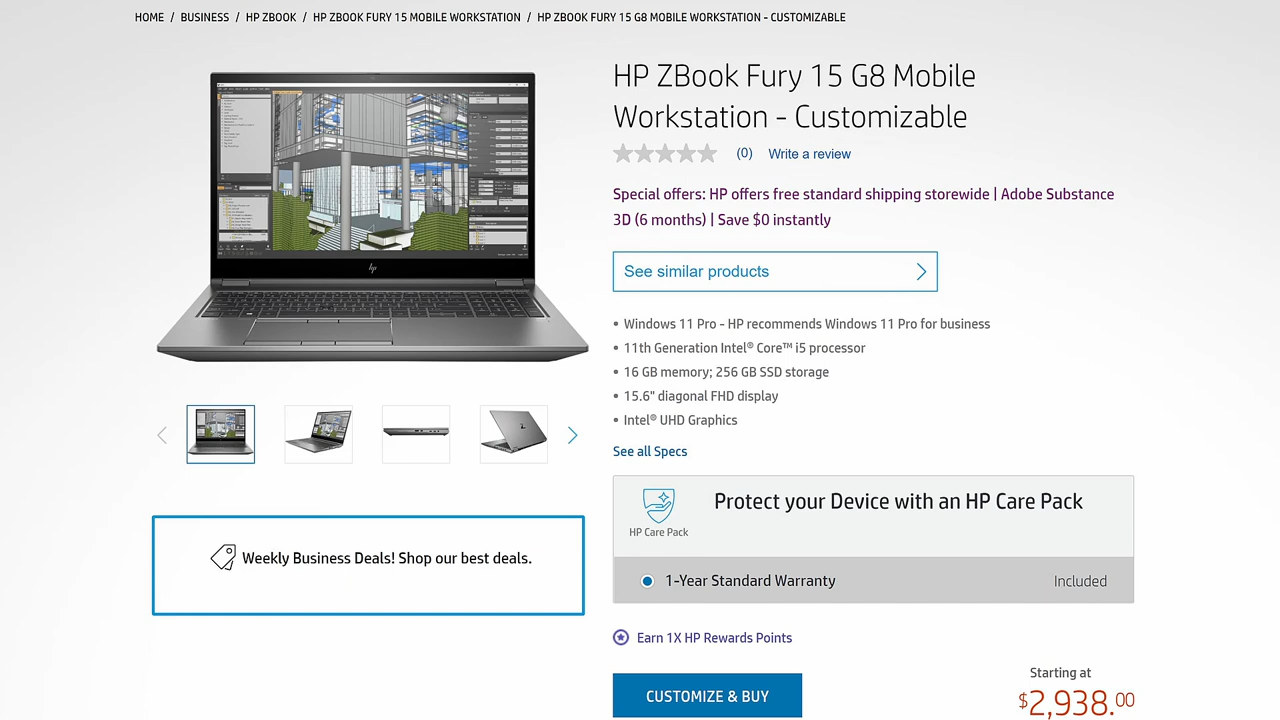 HOME / BUSINESS / HP ZBOOK / HP ZBOOK FURY 15 MOBILE WORKSTATION / HP ZBOOK FURY 15 G8 MOBILE WORKSTATION - CUSTOMIZABLE
HP ZBook Fury 15 G8 Mobile
Workstation - Customizable
(0) Write a review
Special offers: HP offers free standard shipping storewide | Adobe Substance
3D (6 months) | Save $0 instantly
See similar products
• Windows 11 Pro - HP recommends Windows 11 Pro for business
• 11th Generation Intel® Core™ i5 processor
• 16 GB memory; 256 GB SSD storage
• 15.6" diagonal FHD display
• Intel® UHD Graphics
See all Specs
Protect your Device with an HP Care Pack
HP Care Pack
1-Year Standard Warranty Included
Earn 1X HP Rewards Points
Starting at
CUSTOMIZE & BUY
$2,938.00
hp
Weekly Business Deals! Shop our best deals.